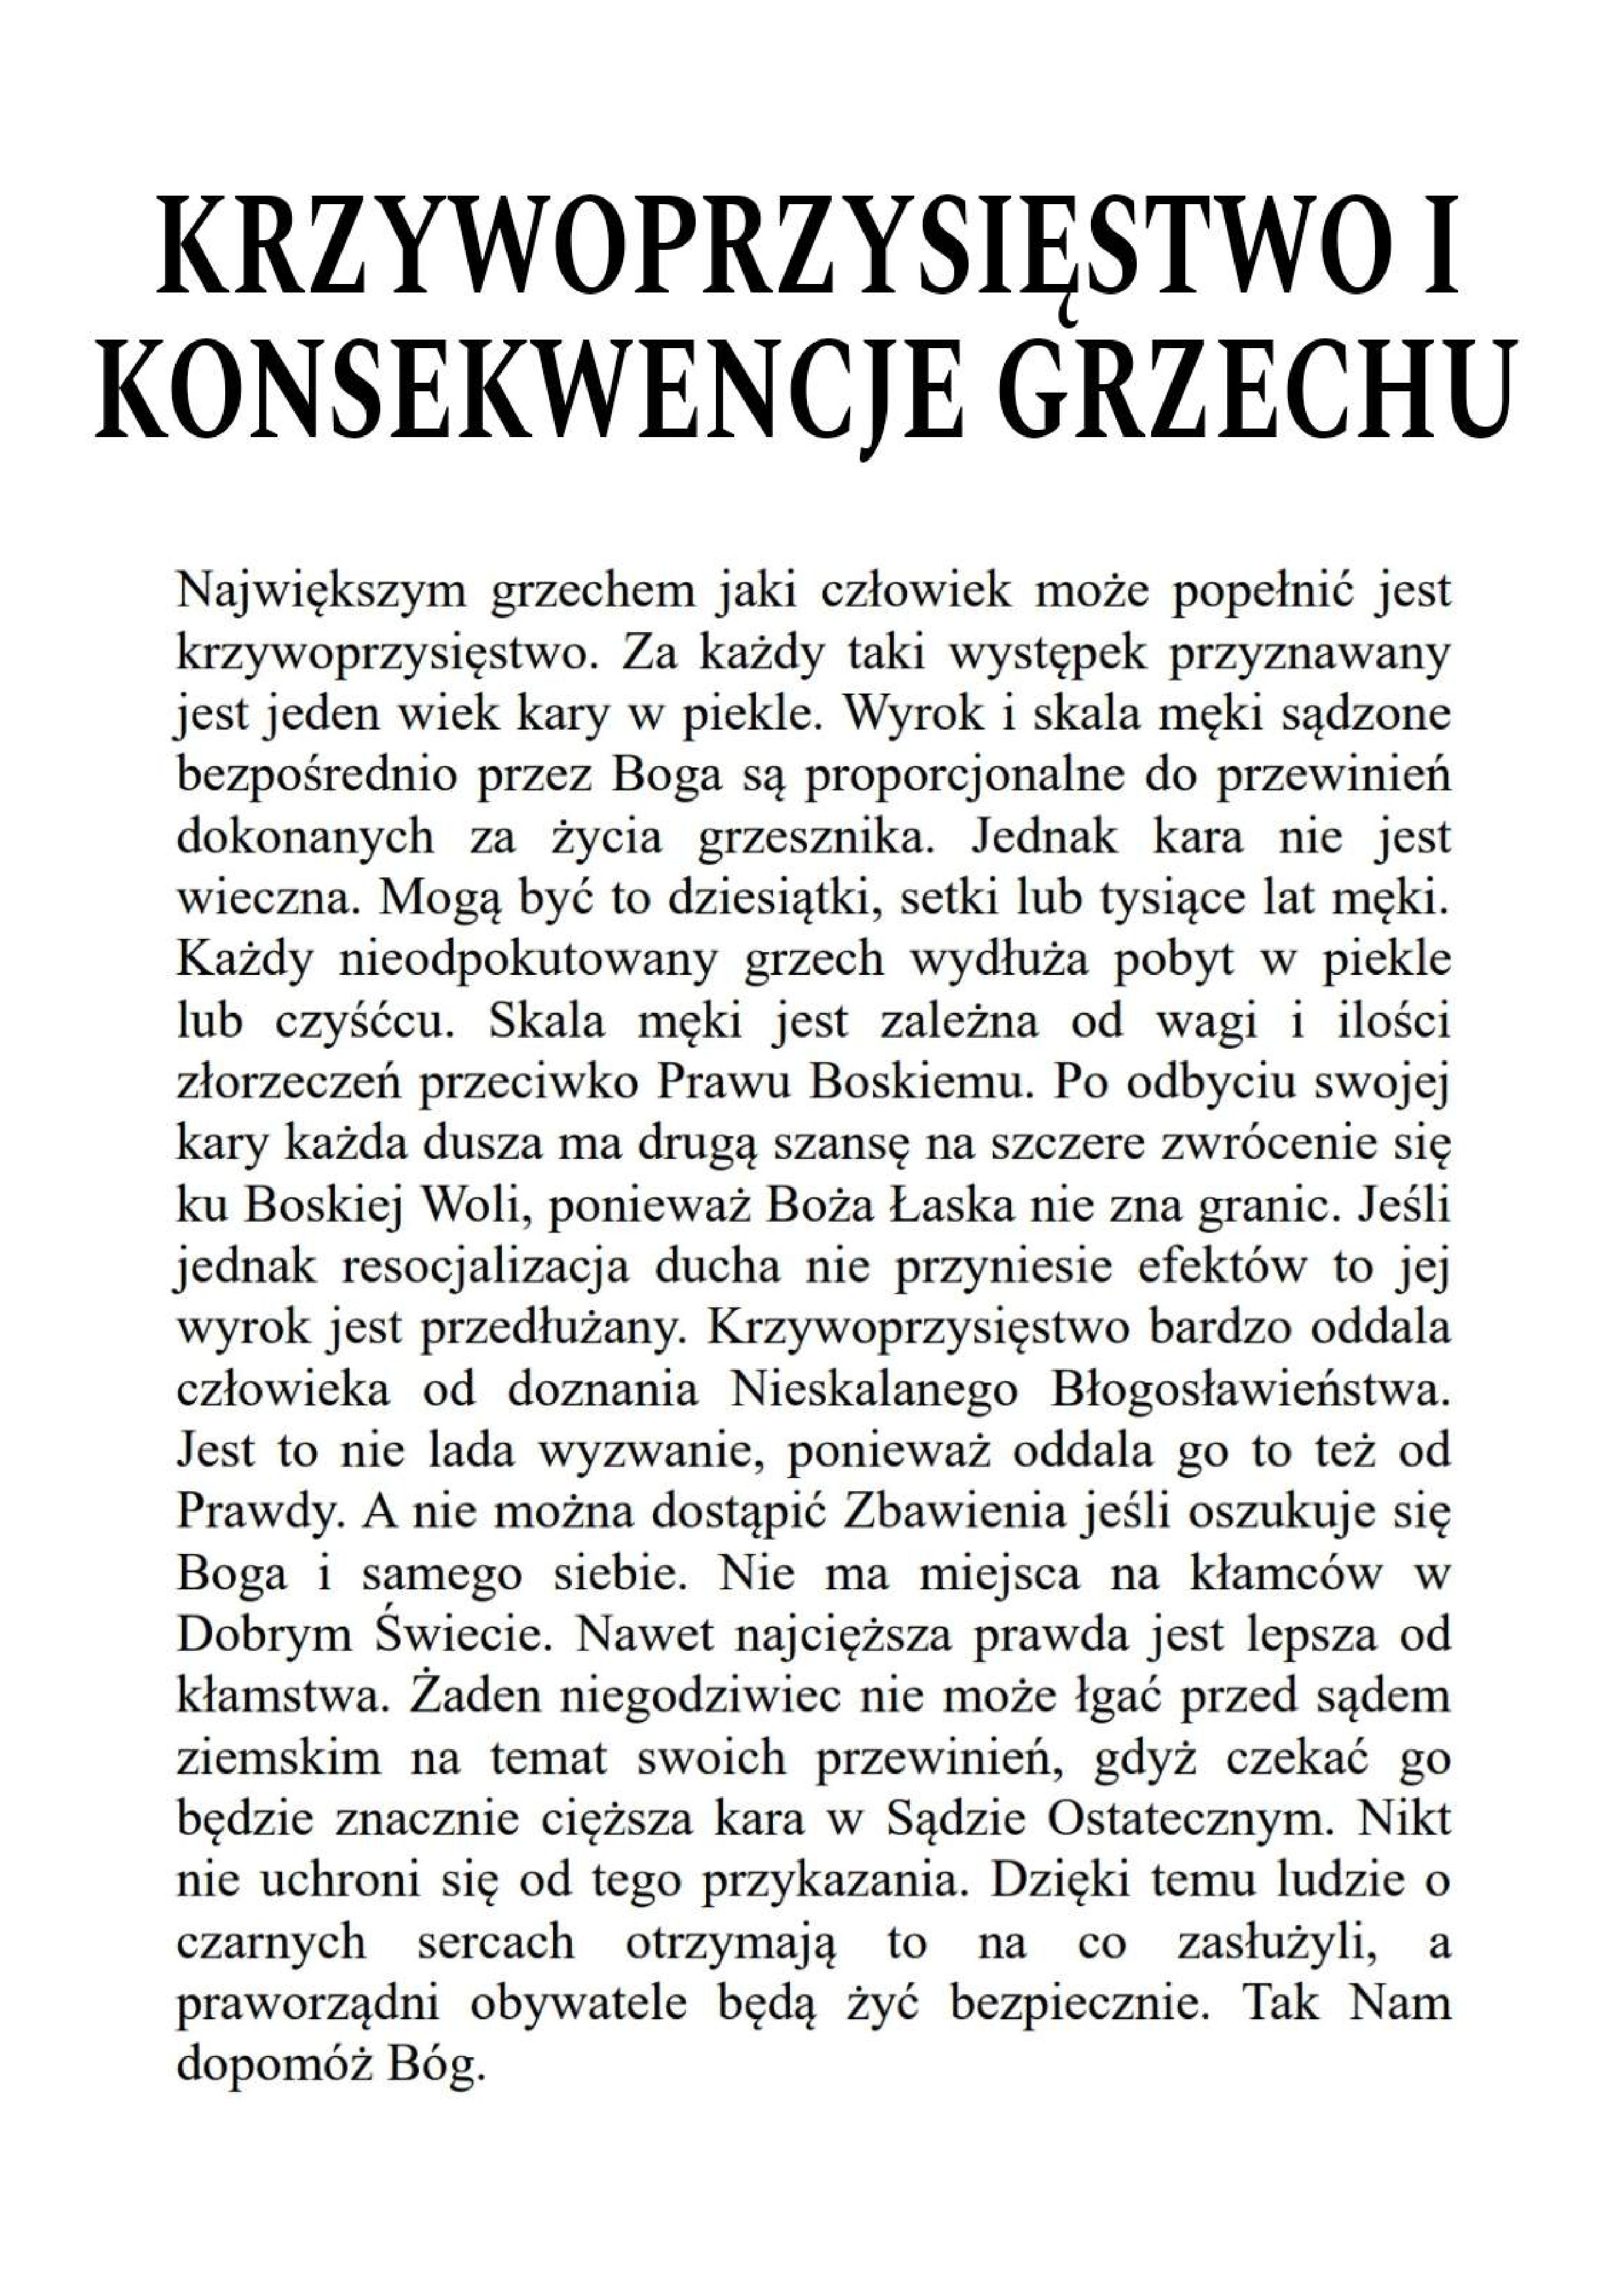 KRZYWOPRZYSIĘSTWO I
KONSEKWENCJE GRZECHU
Największym grzechem jaki człowiek może popełnić jest
krzywoprzysięstwo. Za każdy taki występek przyznawany
jest jeden wiek kary w piekle. Wyrok i skala męki sądzone
bezpośrednio przez Boga są proporcjonalne do przewinień
dokonanych za życia grzesznika. Jednak kara nie jest
wieczna. Mogą być to dziesiątki, setki lub tysiące lat męki.
Każdy nieodpokutowany grzech wydłuża pobyt w piekle
lub czyśćcu. Skala męki jest zależna od wagi i ilości
złorzeczeń przeciwko Prawu Boskiemu. Po odbyciu swojej
kary każda dusza ma drugą szansę na szczere zwrócenie się
ku Boskiej Woli, ponieważ Boża Łaska nie zna granic. Jeśli
jednak resocjalizacja ducha nie przyniesie efektów to jej
wyrok jest przedłużany. Krzywoprzysięstwo bardzo oddala
człowieka od doznania Nieskalanego Błogosławieństwa.
Jest to nie lada wyzwanie, ponieważ oddala go to też od
Prawdy. A nie można dostąpić Zbawienia jeśli oszukuje się
Boga i samego siebie. Nie ma miejsca na kłamców w
Dobrym Świecie. Nawet najcięższa prawda jest lepsza od
kłamstwa. Żaden niegodziwiec nie może łgać przed sądem
ziemskim na temat swoich przewinień, gdyż czekać go
będzie znacznie cięższa kara w Sądzie Ostatecznym. Nikt
nie uchroni się od tego przykazania. Dzięki temu ludzie o
czarnych sercach otrzymają to na co zasłużyli, a
praworządni obywatele będą żyć bezpiecznie. Tak Nam
dopomóż Bóg.